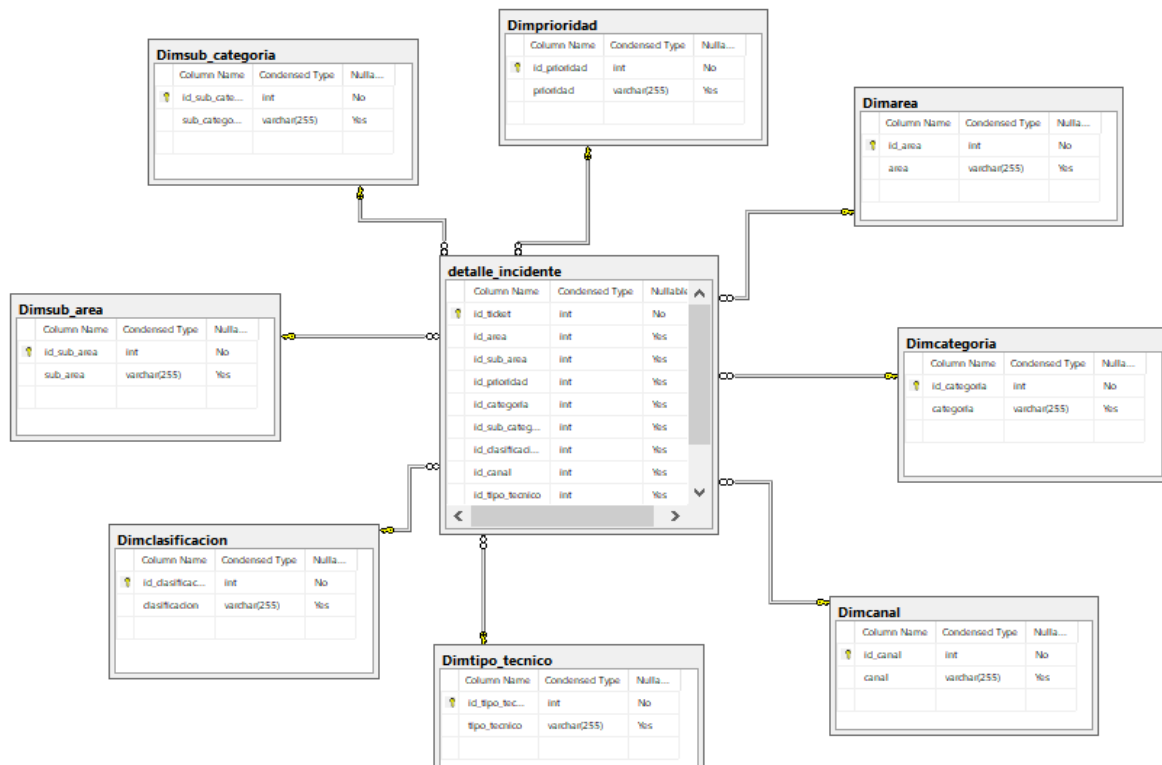 Dimprioridad
Column Name Condensed Type Nulla...
id_prioridad int No
prioridad varchar(255) Yes
Dimsub_categoria
Column Name Condensed Type Nulla...
id_sub_cate... int No
sub_catego... varchar(255) Yes
Dimarea
Column Name Condensed Type Nulla...
id_area int No
area varchar(255) Yes
detalle_incidente
Column Name Condensed Type Nullable
id_ticket int No
id_area int Yes
id_sub_area int Yes
id_prioridad int Yes
id_categoria int Yes
id_sub_categ... int Yes
id_clasificaci... int Yes
id_canal int Yes
id_tipo_tecnico int Yes
Dimsub_area
Column Name Condensed Type Nulla...
id_sub_area int No
sub_area varchar(255) Yes
Dimcategoria
Column Name Condensed Type Nulla...
id_categoria int No
categoria varchar(255) Yes
Dimclasificacion
Column Name Condensed Type Nulla...
id_clasificac... int No
clasificacion varchar(255) Yes
Dimcanal
Column Name Condensed Type Nulla...
id_canal int No
canal varchar(255) Yes
Dimtipo_tecnico
Column Name Condensed Type Nulla...
id_tipo_tec... int No
tipo_tecnico varchar(255) Yes